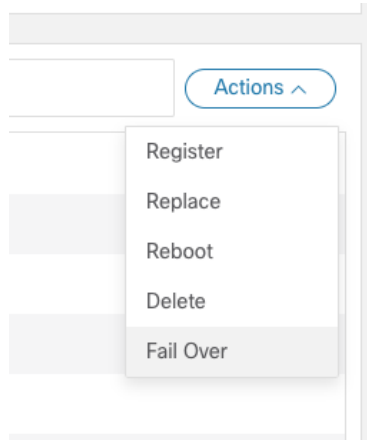 Actions
Register
Replace
Reboot
Delete
Fail Over